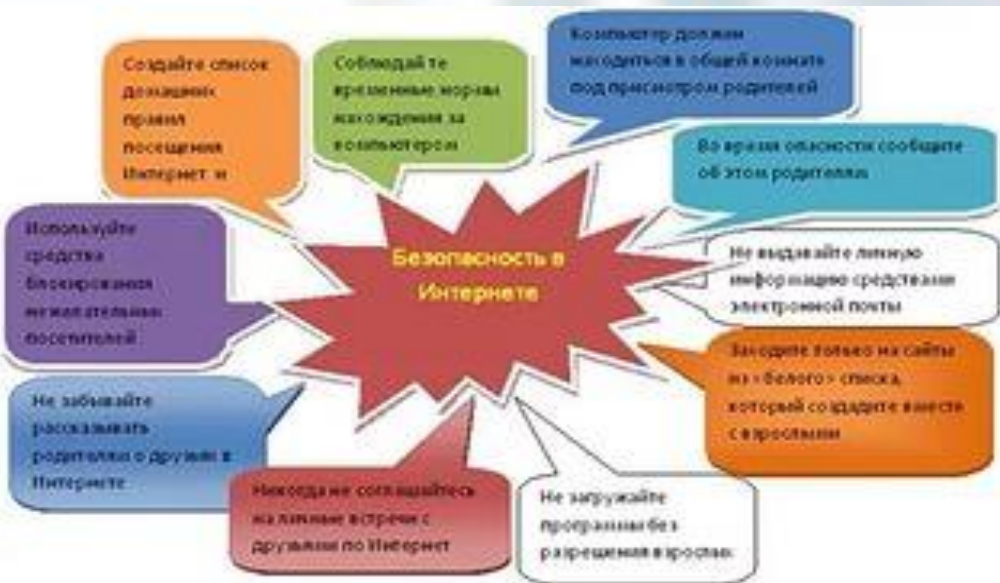 Создайте список
домашних
правил
посещения
Интернет и
Соблюдайте
временные нормы
нахождения за
компьютером
Компьютер должен
находиться в общей комнате
под присмотром родителей
Во время опасности сообщите
об этом родителям
Используйте
средства
блокирования
нежелательных
посетителей
Безопасность в
Интернете
Не выдавайте личную
информацию средствами
электронной почты
Заходите только на сайты
из «белого» списка,
который создадите вместе
с взрослыми
Не забывайте
рассказывать
родителям о друзьях в
Интернете
Никогда не соглашайтесь
на личные встречи с
друзьями по Интернет
Не загружайте
программы без
разрешения взрослых